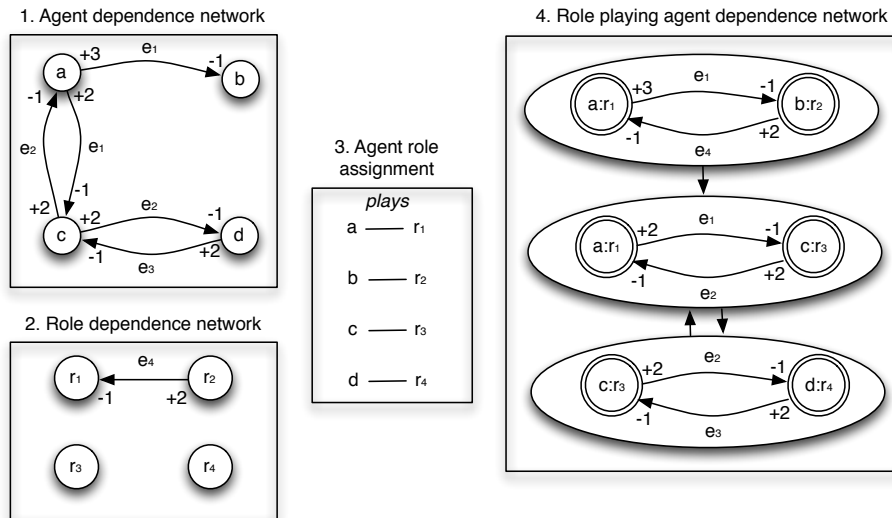 1. Agent dependence network
+3 e1 -1
a b
-1 +2
e2 e1
-1
+2 +2 e2 -1
c d
-1 e3 +2
2. Role dependence network
r1 e4 r2
-1 +2
r3 r4
3. Agent role
assignment
plays
a r1
b r2
c r3
d r4
4. Role playing agent dependence network
+3 e1 -1
a:r1 b:r2
-1 +2
e4
+2 e1 -1
a:r1 c:r3
-1 +2
e2
+2 e2 -1
c:r3 d:r4
-1 +2
e3